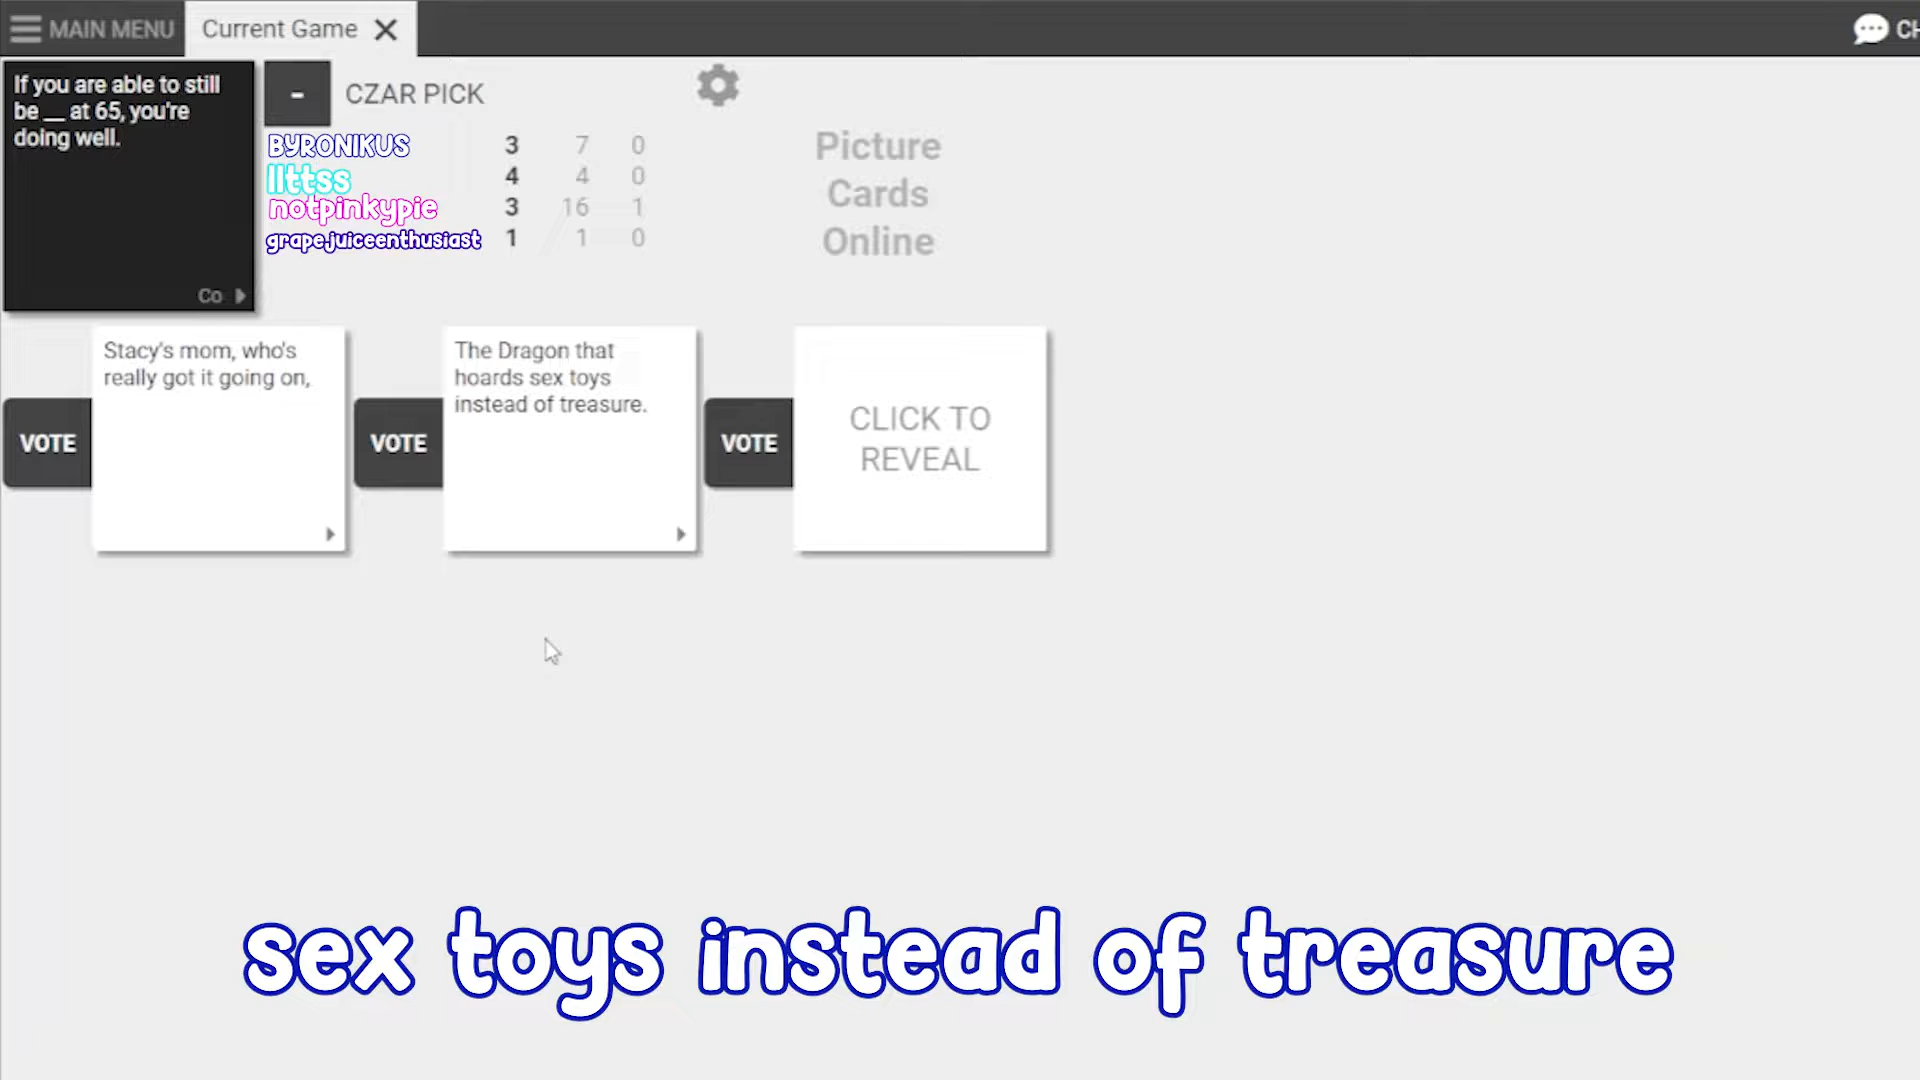 MAIN MENU
Current Game
CH
If you are able to still
be __ at 65, you're
doing well.
Co
-
CZAR PICK
BYRONIKUS 3 7 0
llttss 4 4 0
notpinkypie 3 16 1
grapejuiceenthusiast 1 1 0
Picture
Cards
Online
VOTE
Stacy's mom, who's
really got it going on,
VOTE
The Dragon that
hoards sex toys
instead of treasure.
VOTE
CLICK TO
REVEAL
sex toys instead of treasure